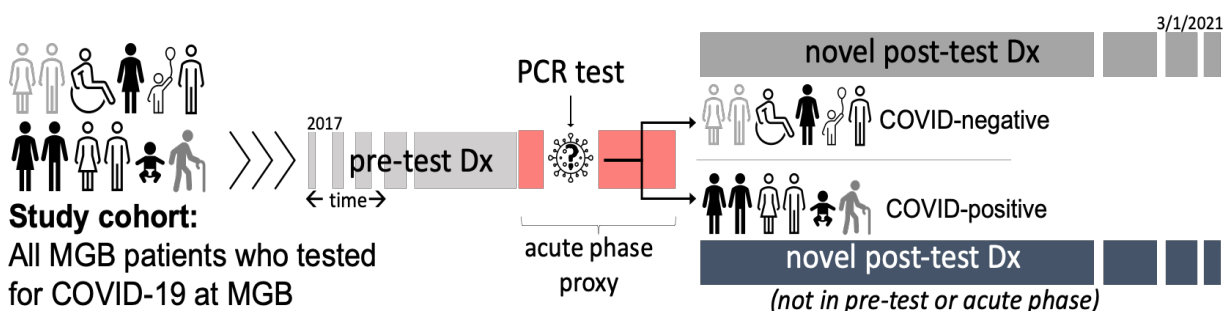 3/1/2021
novel post-test Dx
PCR test
COVID-negative
2017
pre-test Dx
?
← time→
COVID-positive
Study cohort:
All MGB patients who tested
for COVID-19 at MGB
acute phase
proxy
novel post-test Dx
(not in pre-test or acute phase)